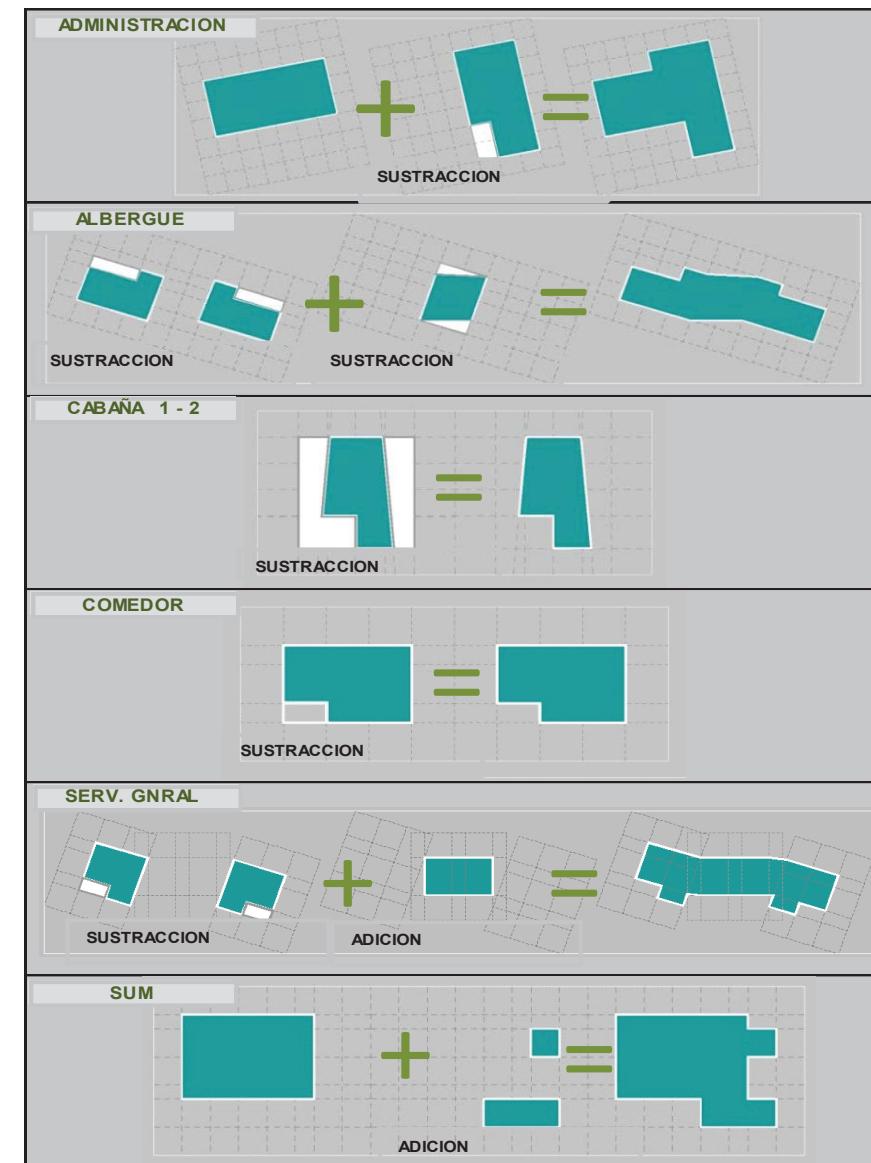 ADMINISTRACION
SUSTRACCION
ALBERGUE
SUSTRACCION
SUSTRACCION
CABAÑA 1 - 2
SUSTRACCION
COMEDOR
SUSTRACCION
SERV. GNRAL
SUSTRACCION
ADICION
SUM
ADICION